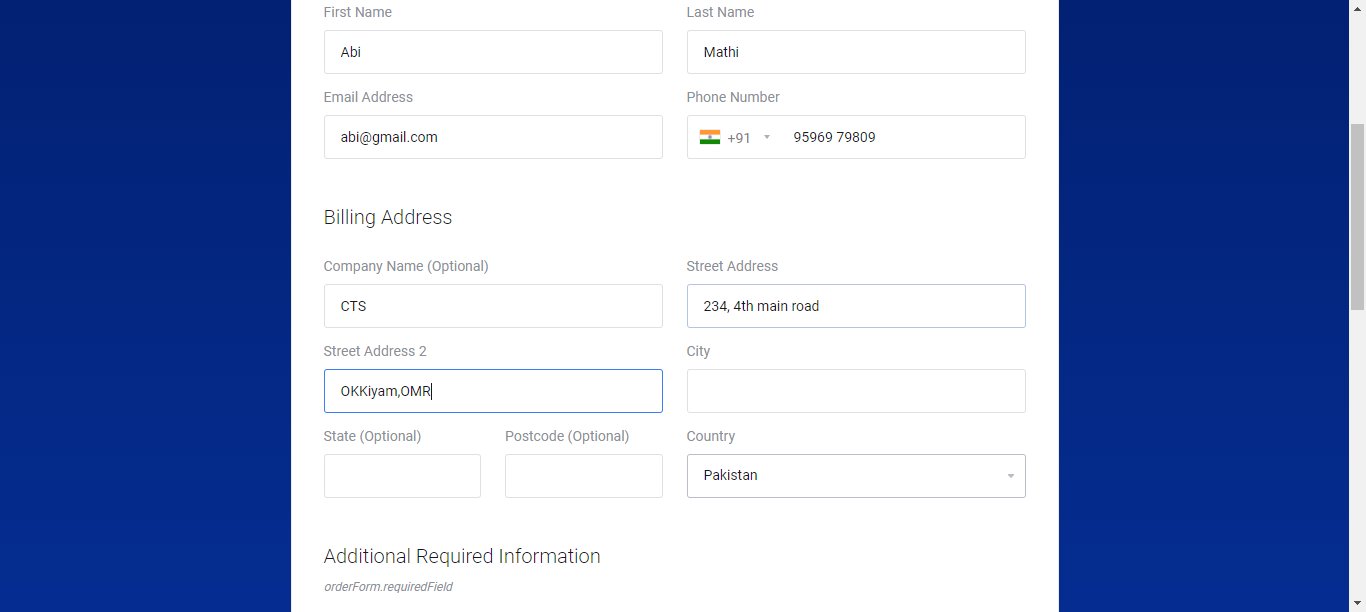 First Name Last Name
Abi Mathi
Email Address Phone Number
abi@gmail.com +91 95969 79809
Billing Address
Company Name (Optional) Street Address
CTS 234, 4th main road
Street Address 2 City
OKKiyam,OMR
State (Optional) Postcode (Optional) Country
Pakistan
Additional Required Information
orderForm.requiredField